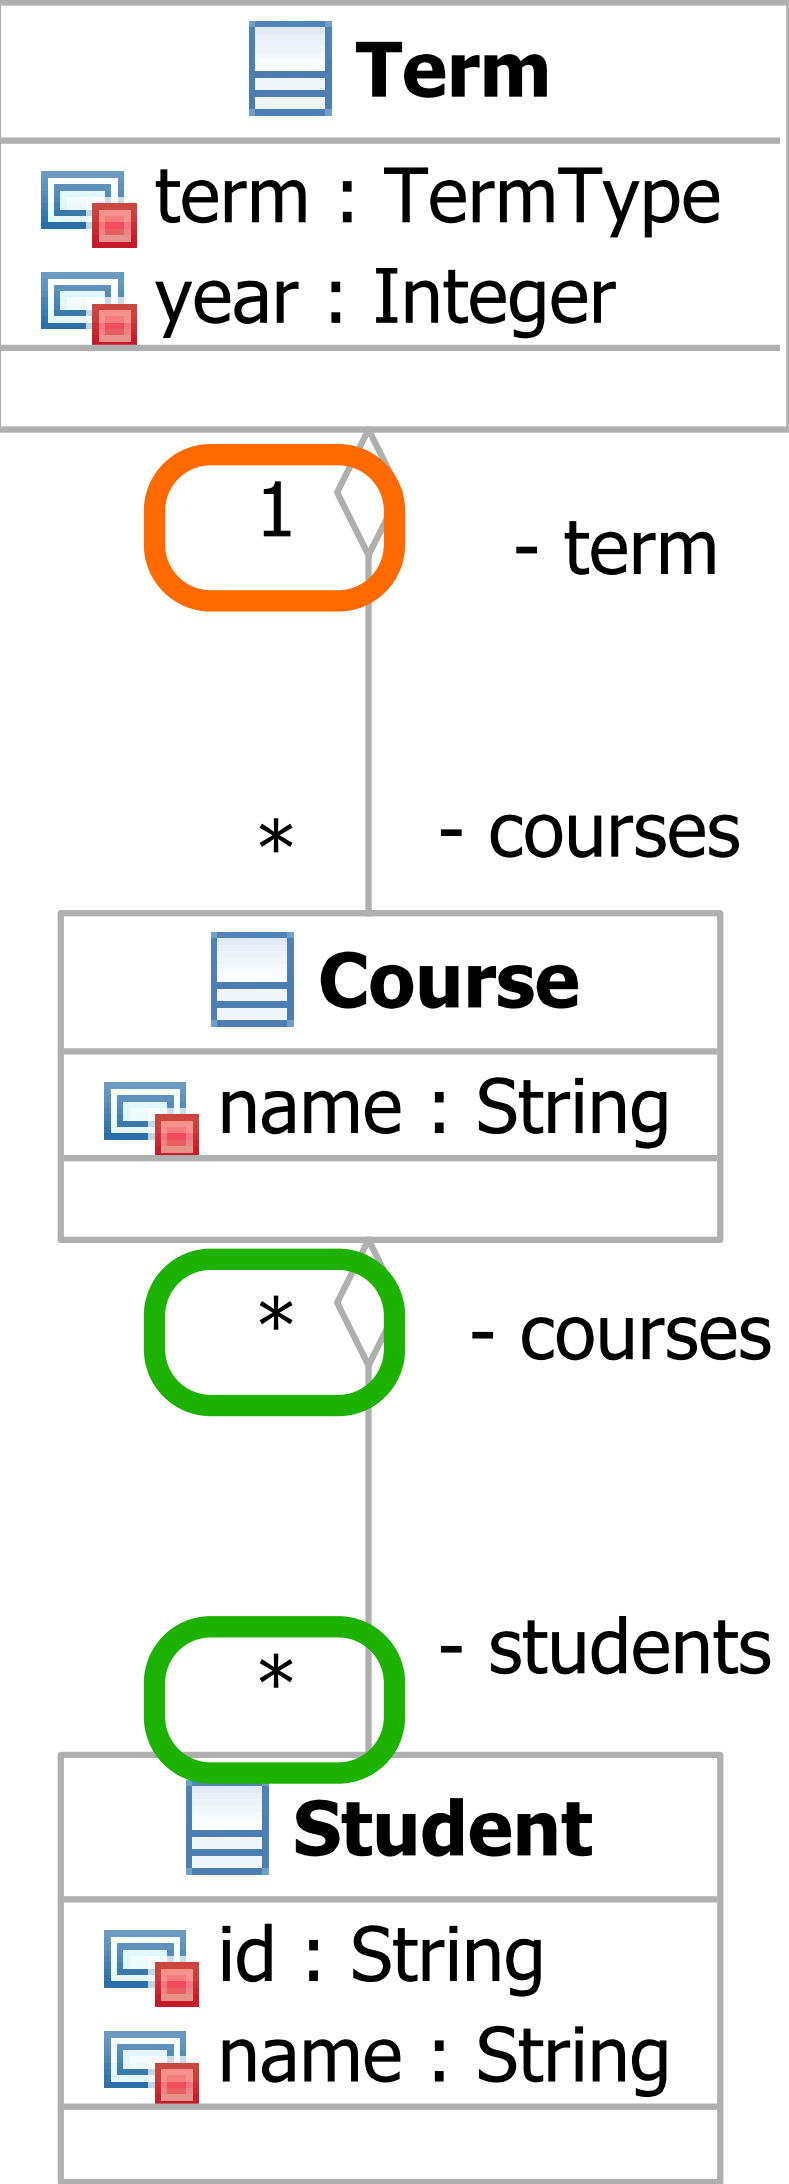 Term
term : TermType
year : Integer
1
- term
* - courses
Course
name : String
* - courses
- students
*
Student
id : String
name : String